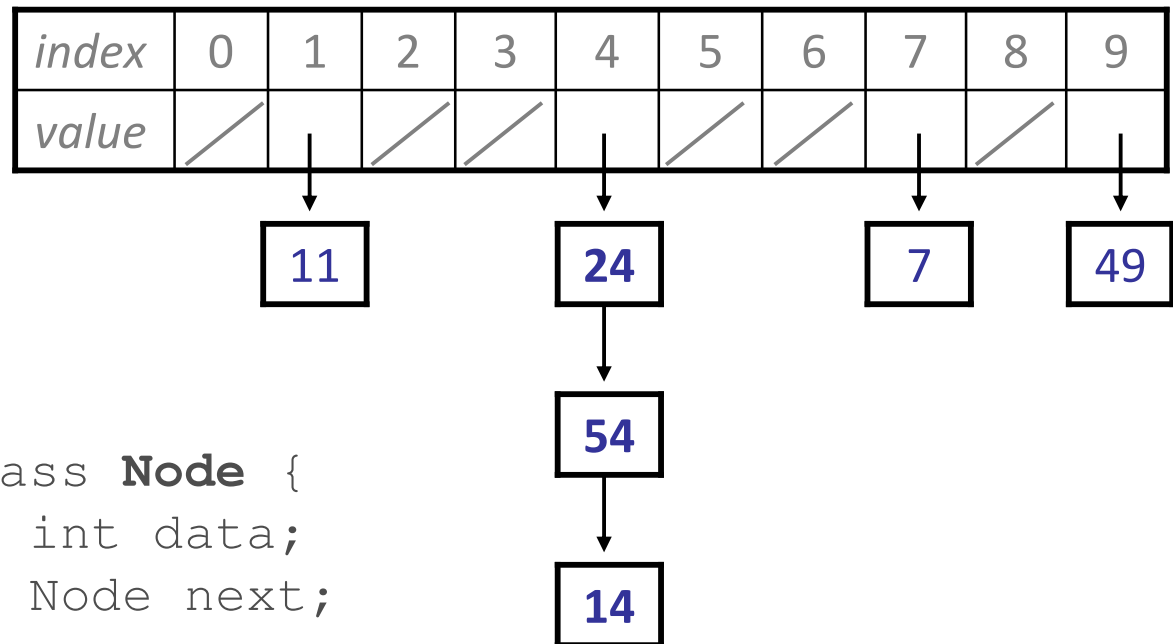 index 0 1 2 3 4 5 6 7 8 9
value
11 24 7 49
54
ass Node {
int data;
Node next;
14